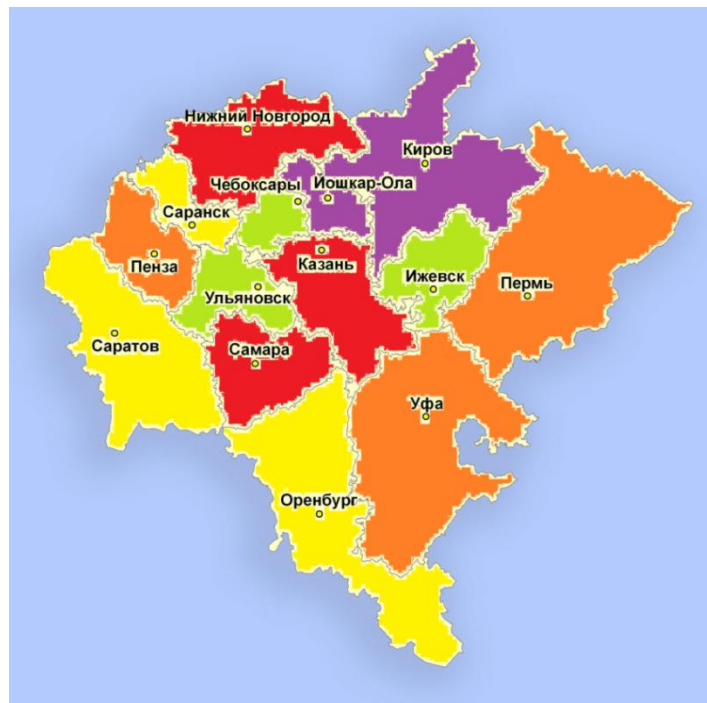 Нижний Новгород
Киров
Чебоксары
Йошкар-Ола
Саранск
Пенза
Казань
Ижевск
Пермь
Ульяновск
Саратов
Самара
Уфа
Оренбург